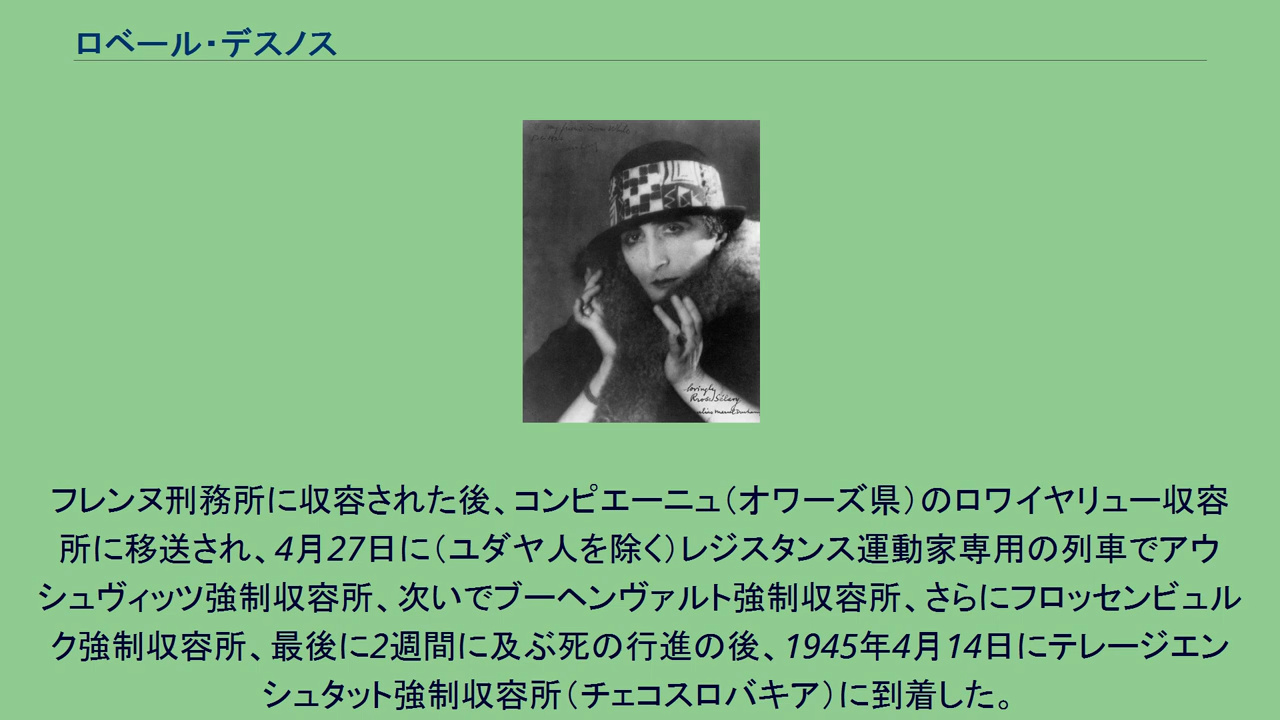 ロベール・デスノス
lovingly
Rrose Sélavy
フレンヌ刑務所に収容された後、コンピエーニュ（オワーズ県）のロワイヤリュー収容
所に移送され、4月27日に（ユダヤ人を除く）レジスタンス運動家専用の列車でアウ
シュヴィッツ強制収容所、次いでブーヘンヴァルト強制収容所、さらにフロッセンビュル
ク強制収容所、最後に2週間に及ぶ死の行進の後、1945年4月14日にテレージエン
シュタット強制収容所（チェコスロバキア）に到着した。